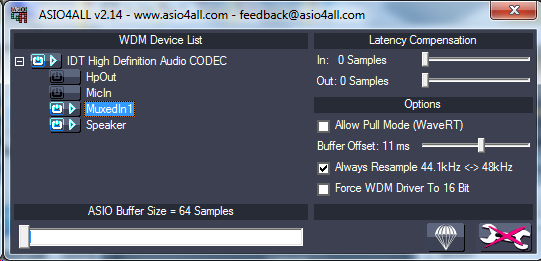 ASIO4ALL v2.14 - www.asio4all.com - feedback@asio4all.com
WDM Device List
IDT High Definition Audio CODEC
HpOut
MicIn
MuxedIn1
Speaker
Latency Compensation
In: 0 Samples
Out: 0 Samples
Options
Allow Pull Mode (WaveRT)
Buffer Offset: 11 ms
Always Resample 44.1kHz <-> 48kHz
Force WDM Driver To 16 Bit
ASIO Buffer Size = 64 Samples